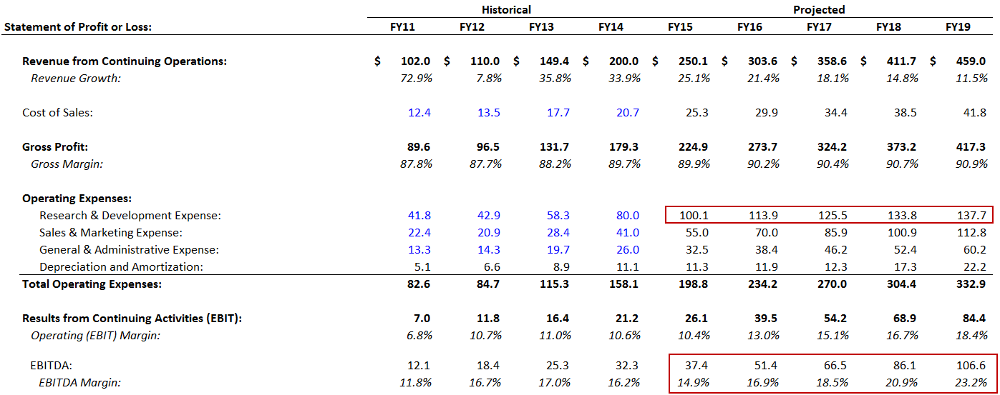 Historical Projected
Statement of Profit or Loss: FY11 FY12 FY13 FY14 FY15 FY16 FY17 FY18 FY19
Revenue from Continuing Operations: $ 102.0 $ 110.0 $ 149.4 $ 200.0 $ 250.1 $ 303.6 $ 358.6 $ 411.7 $ 459.0
Revenue Growth: 72.9% 7.8% 35.8% 33.9% 25.1% 21.4% 18.1% 14.8% 11.5%
Cost of Sales: 12.4 13.5 17.7 20.7 25.3 29.9 34.4 38.5 41.8
Gross Profit: 89.6 96.5 131.7 179.3 224.9 273.7 324.2 373.2 417.3
Gross Margin: 87.8% 87.7% 88.2% 89.7% 89.9% 90.2% 90.4% 90.7% 90.9%
Operating Expenses:
Research & Development Expense: 41.8 42.9 58.3 80.0 100.1 113.9 125.5 133.8 137.7
Sales & Marketing Expense: 22.4 20.9 28.4 41.0 55.0 70.0 85.9 100.9 112.8
General & Administrative Expense: 13.3 14.3 19.7 26.0 32.5 38.4 46.2 52.4 60.2
Depreciation and Amortization: 5.1 6.6 8.9 11.1 11.3 11.9 12.3 17.3 22.2
Total Operating Expenses: 82.6 84.7 115.3 158.1 198.8 234.2 270.0 304.4 332.9
Results from Continuing Activities (EBIT): 7.0 11.8 16.4 21.2 26.1 39.5 54.2 68.9 84.4
Operating (EBIT) Margin: 6.8% 10.7% 11.0% 10.6% 10.4% 13.0% 15.1% 16.7% 18.4%
EBITDA: 12.1 18.4 25.3 32.3 37.4 51.4 66.5 86.1 106.6
EBITDA Margin: 11.8% 16.7% 17.0% 16.2% 14.9% 16.9% 18.5% 20.9% 23.2%